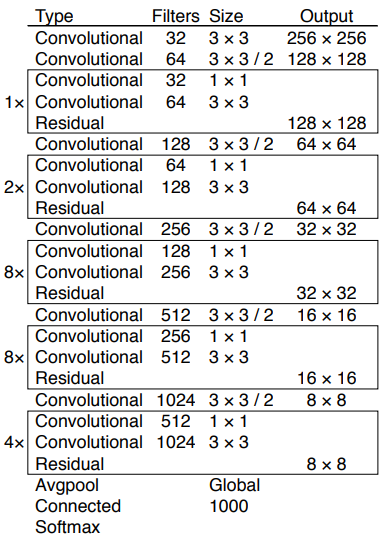 Type Filters Size Output
Convolutional 32 3 × 3 256 × 256
Convolutional 64 3 × 3 / 2 128 × 128
Convolutional 32 1 × 1
1× Convolutional 64 3 × 3
Residual 128 × 128
Convolutional 128 3 × 3 / 2 64 × 64
Convolutional 64 1 × 1
2× Convolutional 128 3 × 3
Residual 64 × 64
Convolutional 256 3 × 3 / 2 32 × 32
Convolutional 128 1 × 1
8× Convolutional 256 3 × 3
Residual 32 × 32
Convolutional 512 3 × 3 / 2 16 × 16
Convolutional 256 1 × 1
8× Convolutional 512 3 × 3
Residual 16 × 16
Convolutional 1024 3 × 3 / 2 8 × 8
Convolutional 512 1 × 1
4× Convolutional 1024 3 × 3
Residual 8 × 8
Avgpool Global
Connected 1000
Softmax